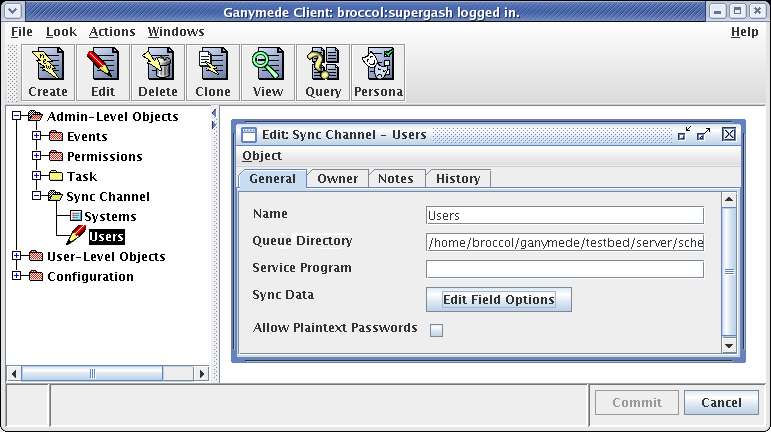 Ganymede Client: broccol:supergash logged in.
File Look Actions Windows Help
Create Edit Delete Clone View Query Persona
Admin-Level Objects
Events
Permissions
Task
Sync Channel
Systems
Users
User-Level Objects
Configuration
Edit: Sync Channel - Users
Object
General Owner Notes History
Name Users
Queue Directory /home/broccol/ganymede/testbed/server/sche
Service Program
Sync Data Edit Field Options
Allow Plaintext Passwords
Commit Cancel